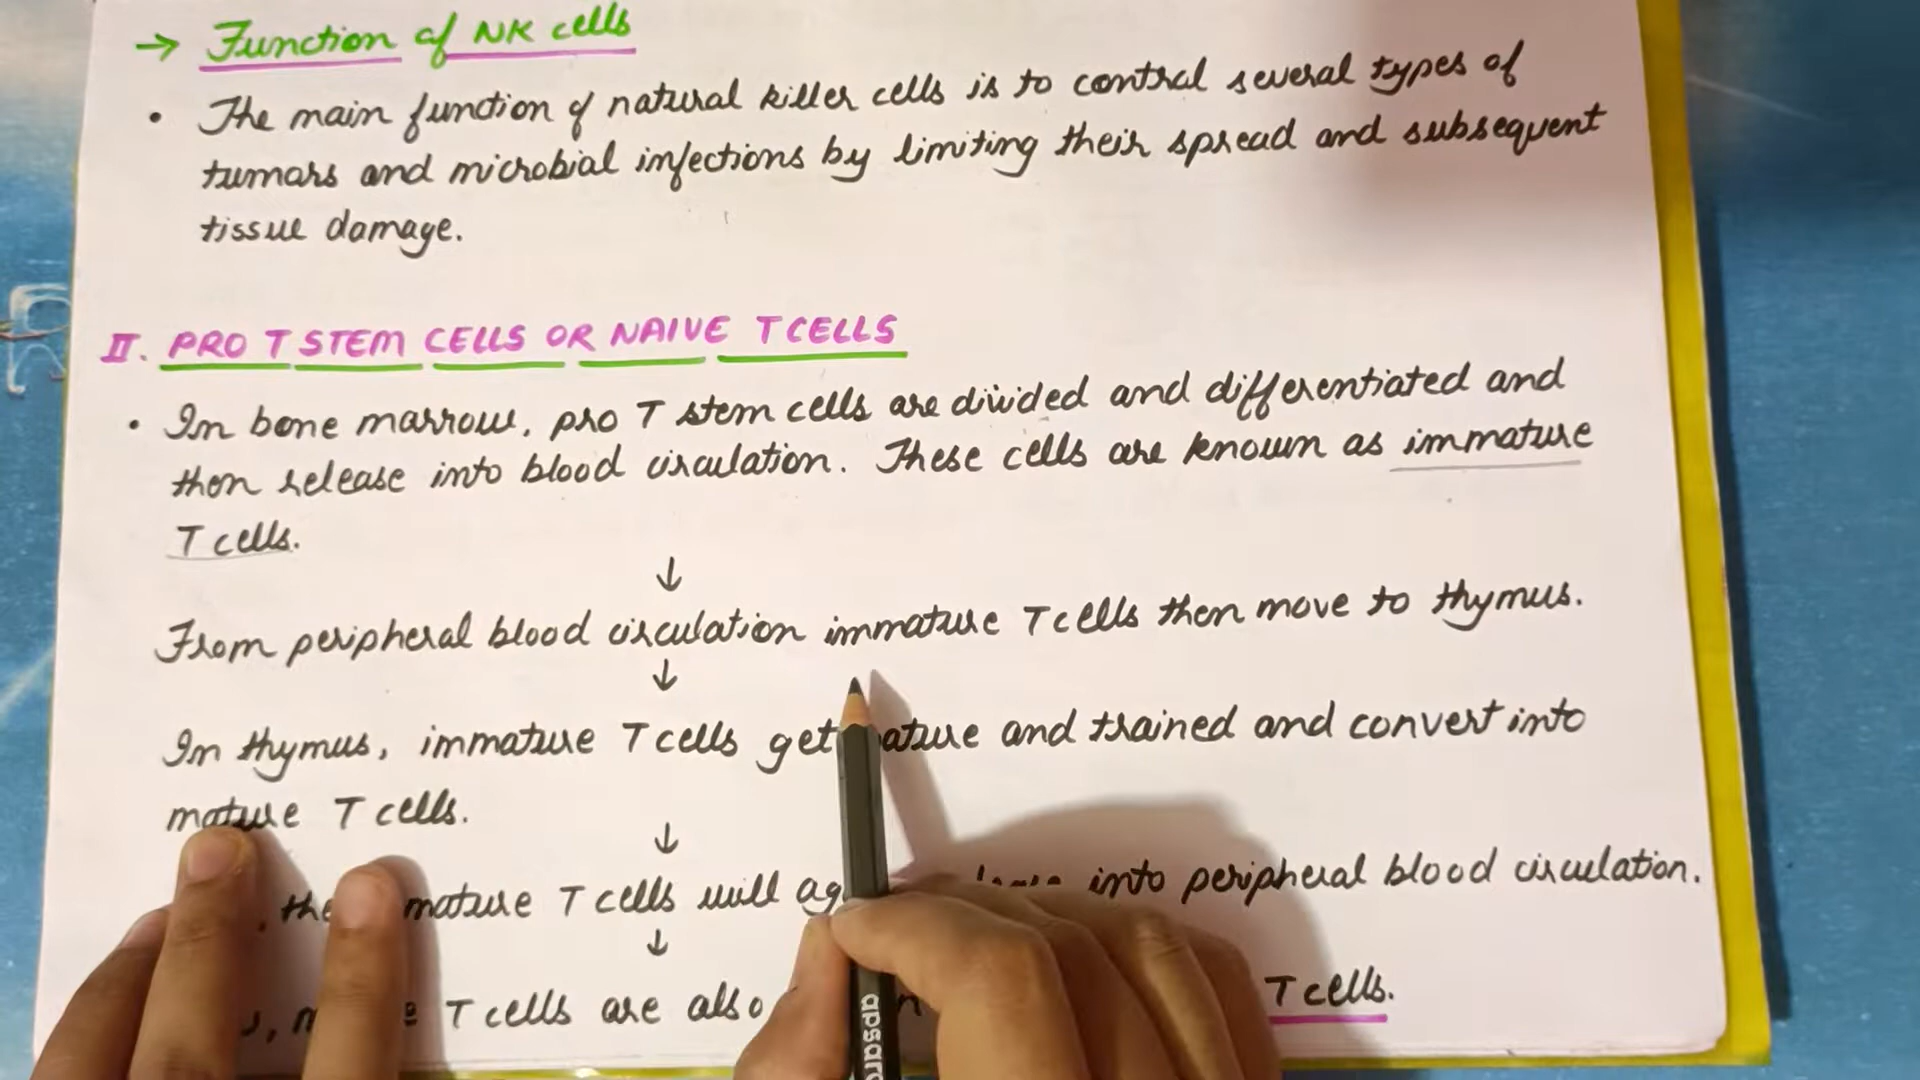 → Function of NK cells
• The main function of natural killer cells is to control several types of
tumors and microbial infections by limiting their spread and subsequent
tissue damage.
II. PRO T STEM CELLS OR NAIVE T CELLS
• In bone marrow, pro T stem cells are divided and differentiated and
then release into blood circulation. These cells are known as immature
T cells.
↓
From peripheral blood circulation immature T cells then move to thymus.
↓
In thymus, immature T cells get mature and trained and convert into
mature T cells.
↓
mature T cells will into peripheral blood circulation.
↓
T cells are also T cells.
apsara